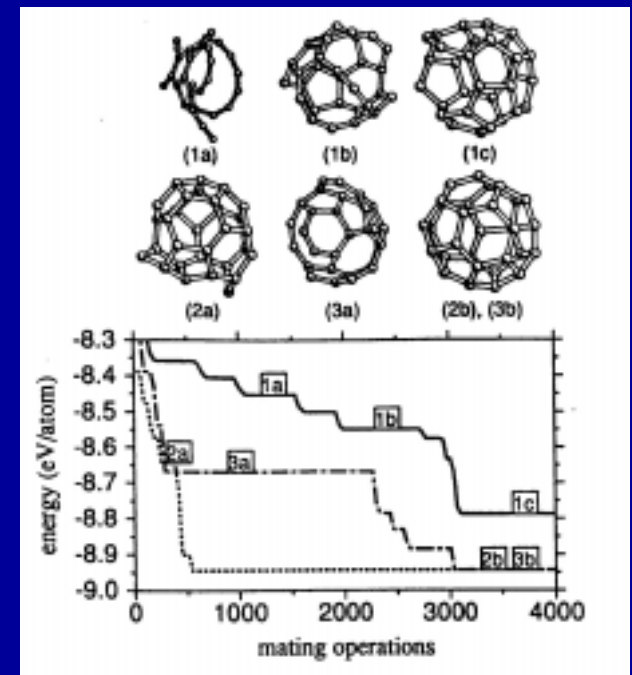 (1a) (1b) (1c)
(2a) (3a) (2b), (3b)
energy (eV/atom)
-8.3
-8.4
-8.5
-8.6
-8.7
-8.8
-8.9
-9.0
1a
1b
2a
3a
1c
2b 3b
0 1000 2000 3000 4000
mating operations